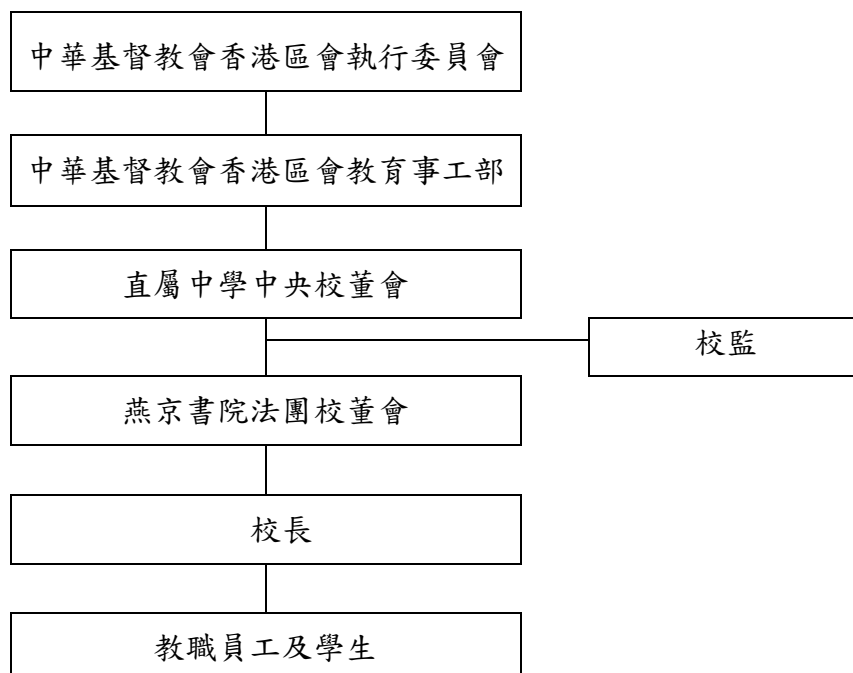 中華基督教會香港區會執行委員會
中華基督教會香港區會教育事工部
直屬中學中央校董會
校監
燕京書院法團校董會
校長
教職員工及學生